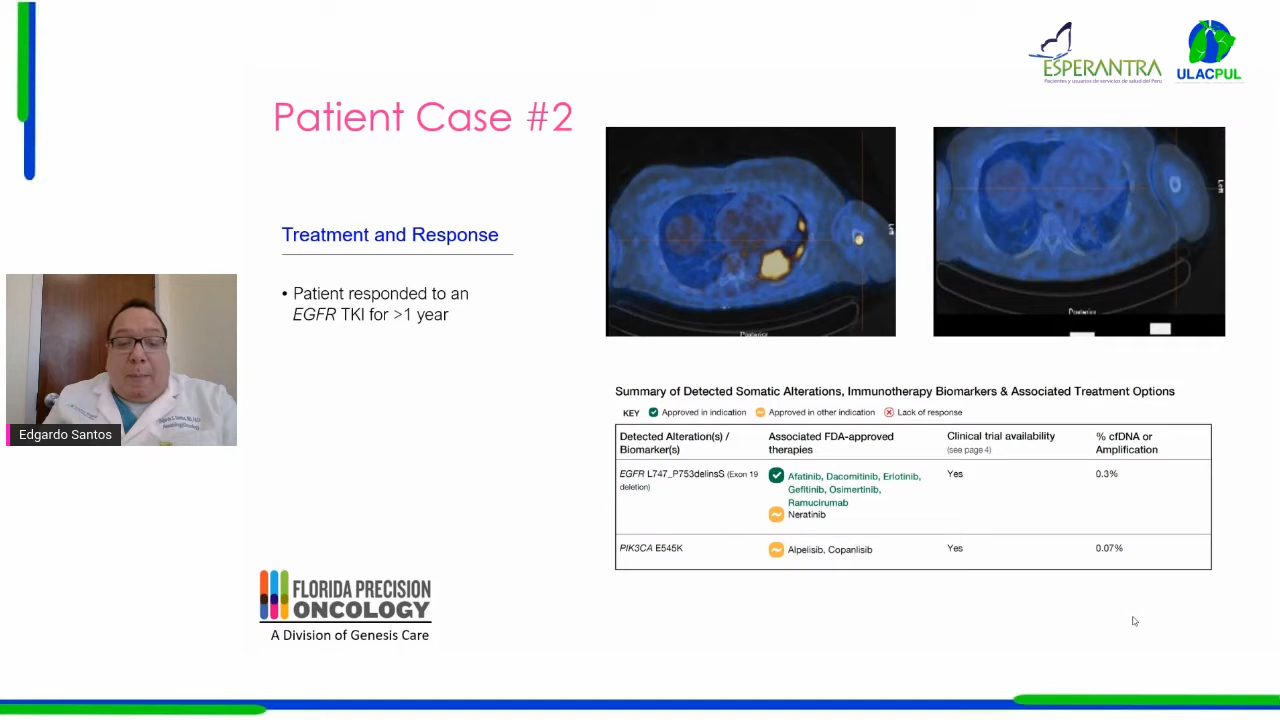 ESPERANTRA
Pacientes y usuarios de servicios de salud del Perú
ULACPUL
Patient Case #2
Treatment and Response
• Patient responded to an
EGFR TKI for >1 year
Left
Posterior
Left
Posterior
Edgardo Santos
Summary of Detected Somatic Alterations, Immunotherapy Biomarkers & Associated Treatment Options
KEY Approved in indication Approved in other indication Lack of response
Detected Alteration(s) /
Biomarker(s)
Associated FDA-approved
therapies
Clinical trial availability
(see page 4)
% cfDNA or
Amplification
EGFR L747_P753delinsS (Exon 19
deletion)
Afatinib, Dacomitinib, Erlotinib,
Gefitinib, Osimertinib,
Ramucirumab
Neratinib
Yes
0.3%
PIK3CA E545K
Alpelisib, Copanlisib
Yes
0.07%
FLORIDA PRECISION
ONCOLOGY
A Division of Genesis Care